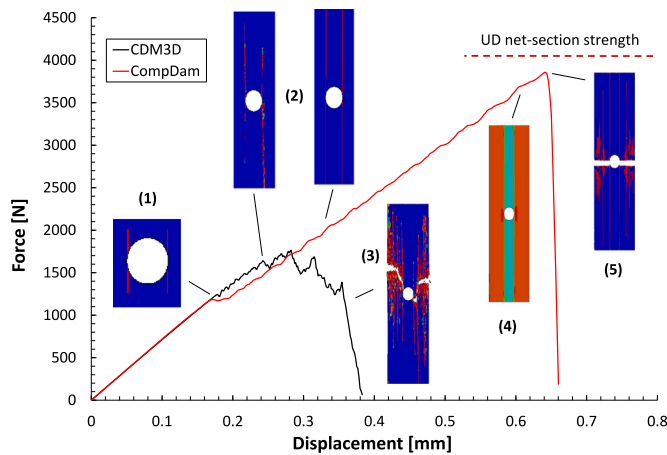 4500
4000
3500
3000
2500
2000
1500
1000
500
0
Force [N]
CDM3D
CompDam
UD net-section strength
(1)
(2)
(3)
(4)
(5)
0 0.1 0.2 0.3 0.4 0.5 0.6 0.7 0.8
Displacement [mm]